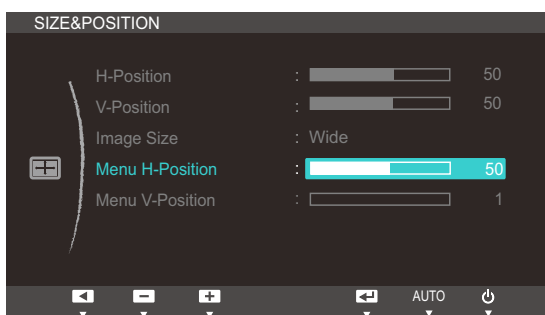 SIZE&POSITION
H-Position : 50
V-Position : 50
Image Size : Wide
Menu H-Position : 50
Menu V-Position : 1
AUTO